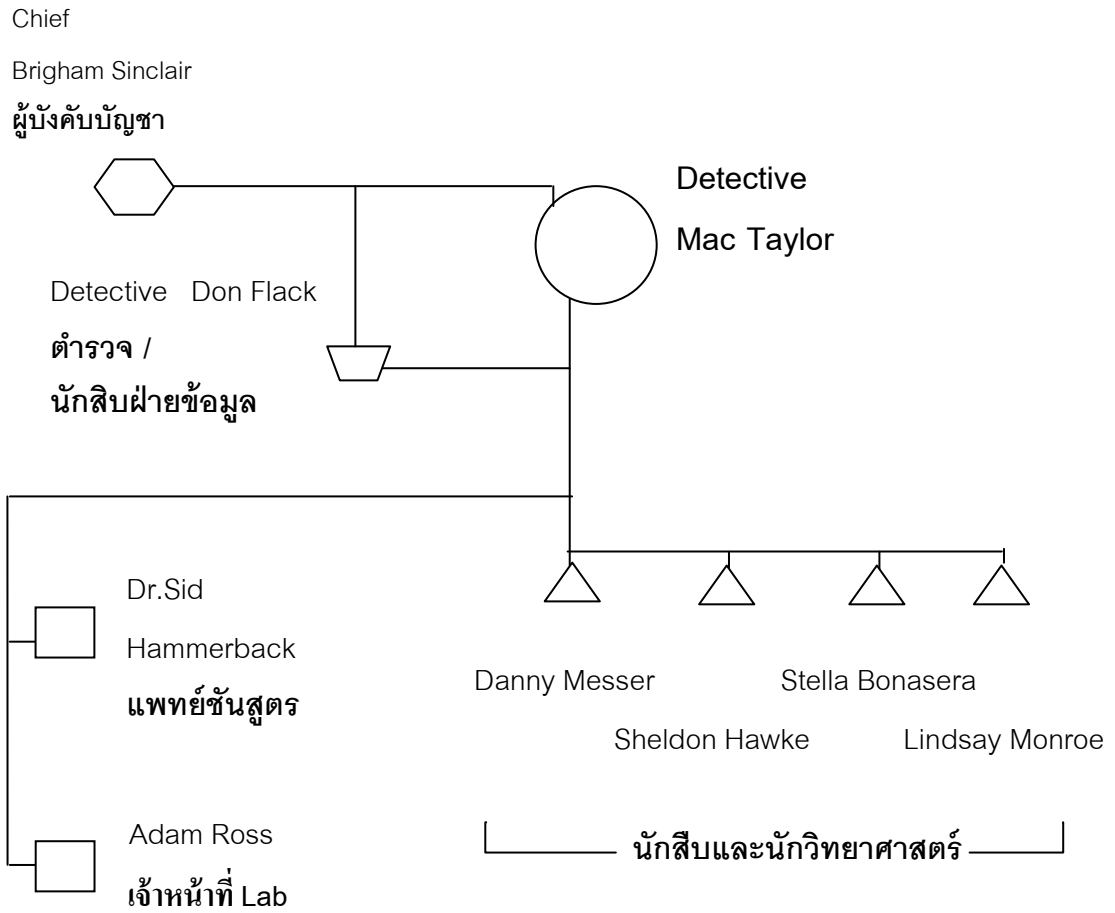 Chief
Brigham Sinclair
ผู้บังคับบัญชา
Detective
Mac Taylor
Detective Don Flack
ตำรวจ /
นักสิบฝ่ายข้อมูล
Dr.Sid
Hammerback
แพทย์ชันสูตร
Danny Messer
Stella Bonasera
Sheldon Hawke
Lindsay Monroe
Adam Ross
เจ้าหน้าที่ Lab
นักสืบและนักวิทยาศาสตร์